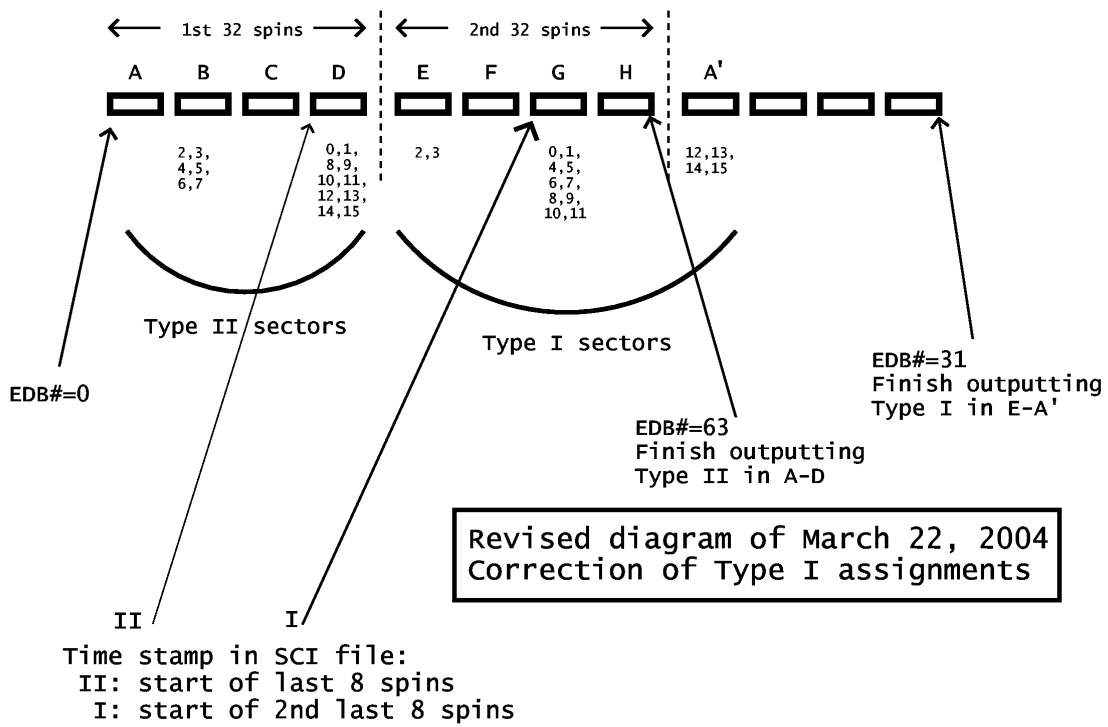 1st 32 spins
2nd 32 spins
A B C D E F G H A'
2,3,
4,5,
6,7
0,1,
8,9,
10,11,
12,13,
14,15
2,3
0,1,
4,5,
6,7,
8,9,
10,11
12,13,
14,15
Type II sectors
Type I sectors
EDB#=0
EDB#=63
Finish outputting
Type II in A-D
EDB#=31
Finish outputting
Type I in E-A'
Revised diagram of March 22, 2004
Correction of Type I assignments
II
I
Time stamp in SCI file:
II: start of last 8 spins
I: start of 2nd last 8 spins